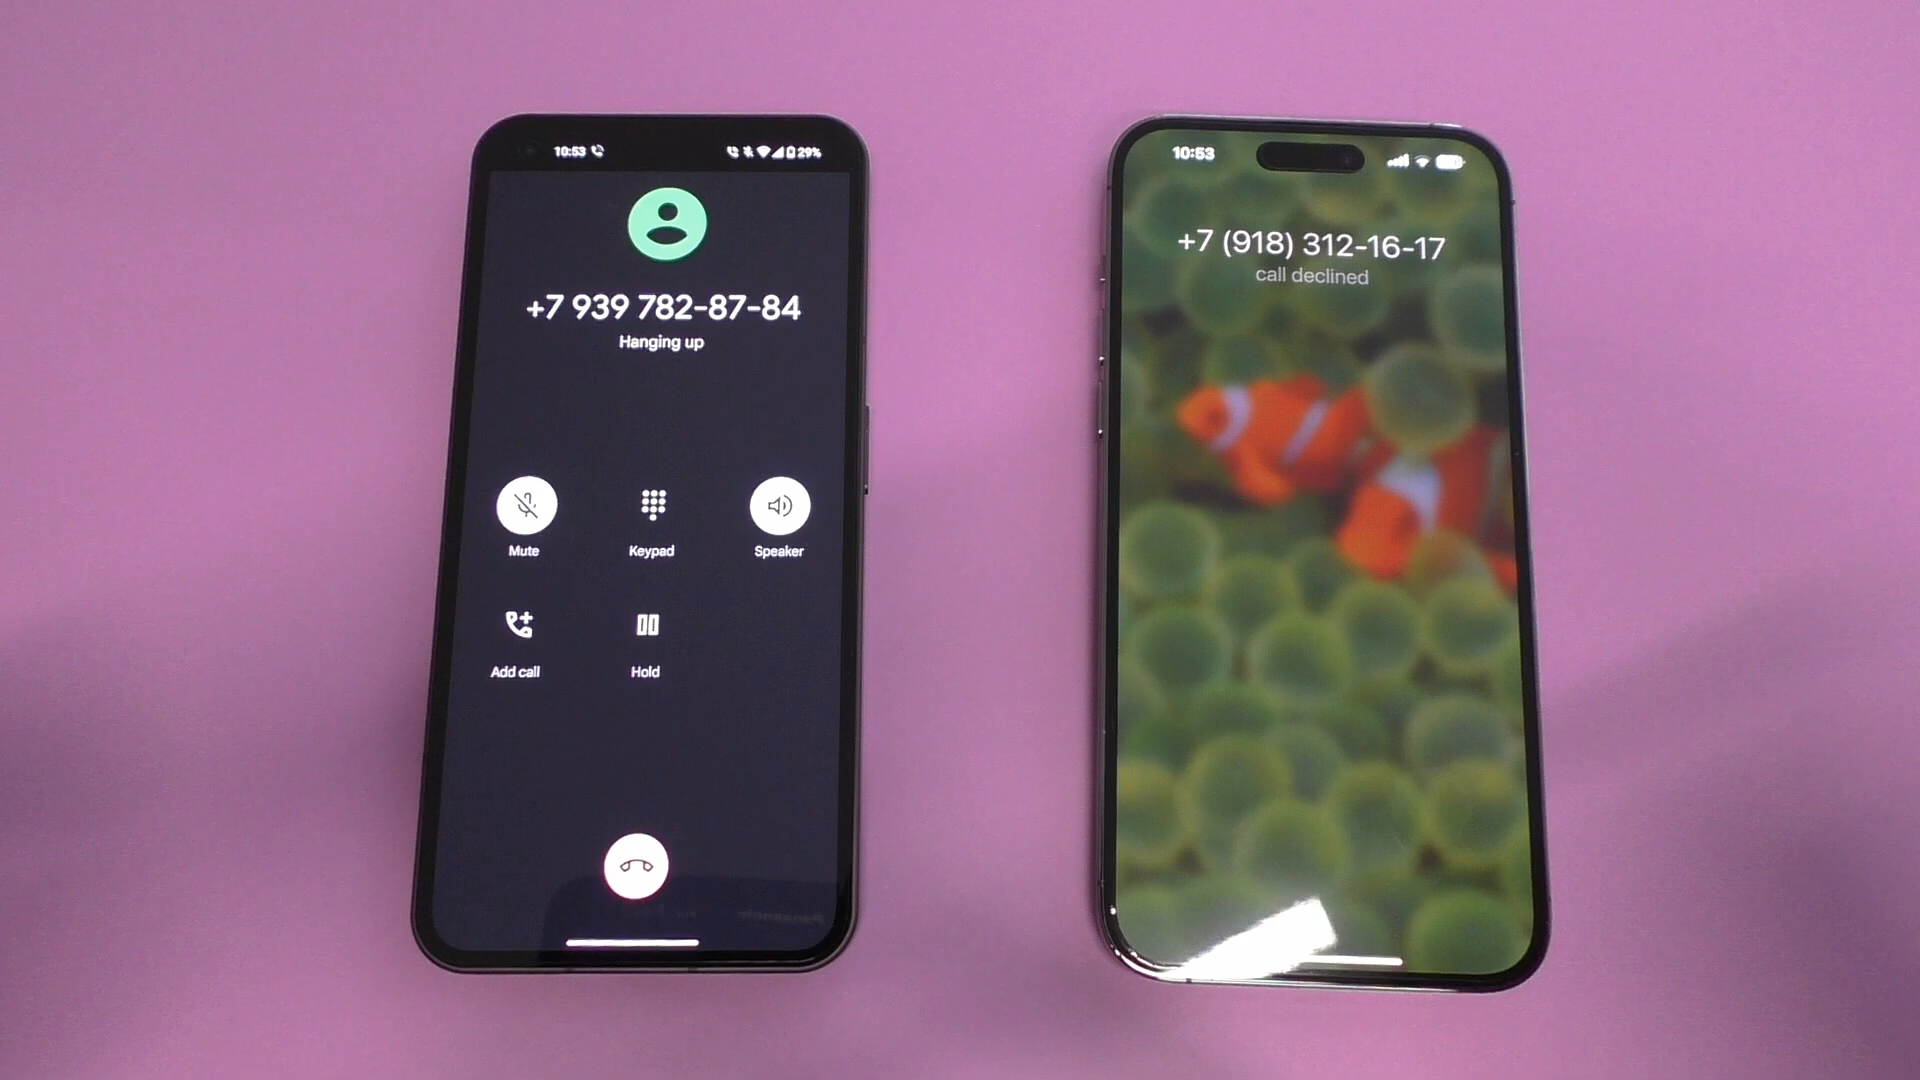 10:53
29%
+7 939 782-87-84
Hanging up
Mute
Keypad
Speaker
Add call
Hold
10:53
+7 (918) 312-16-17
call declined